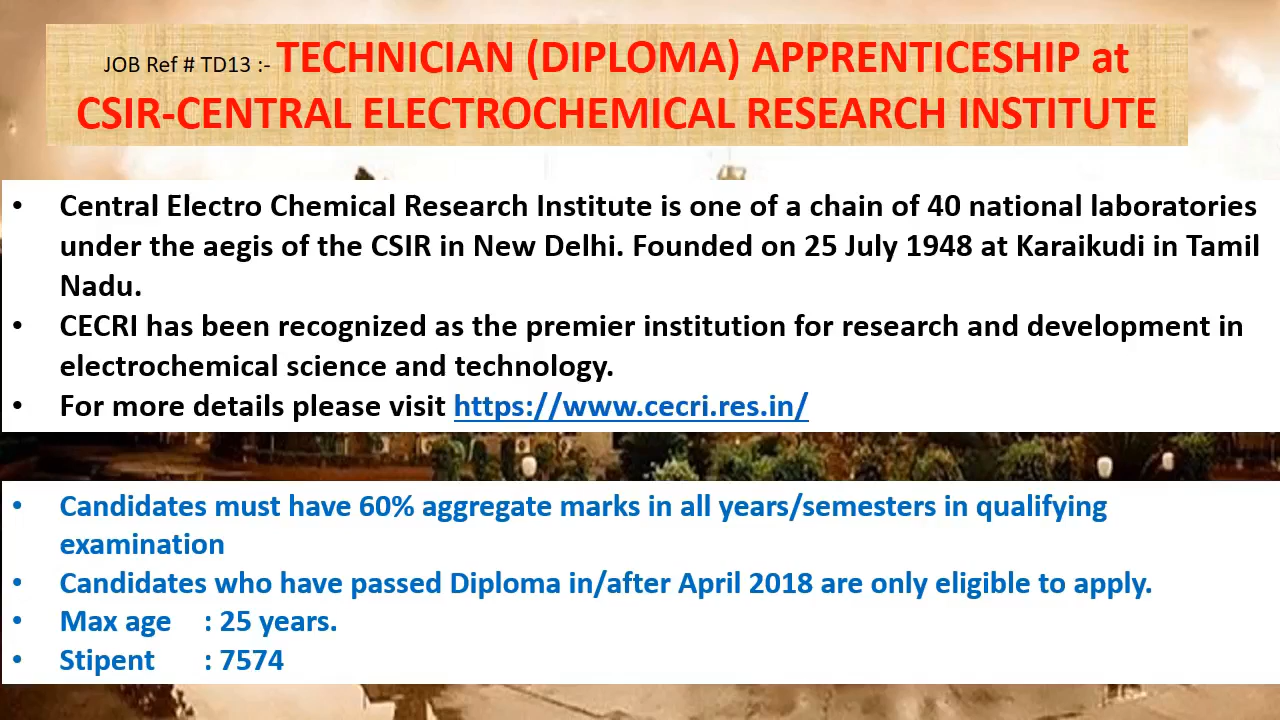 JOB Ref # TD13 :- TECHNICIAN (DIPLOMA) APPRENTICESHIP at
CSIR-CENTRAL ELECTROCHEMICAL RESEARCH INSTITUTE
• Central Electro Chemical Research Institute is one of a chain of 40 national laboratories
under the aegis of the CSIR in New Delhi. Founded on 25 July 1948 at Karaikudi in Tamil
Nadu.
• CECRI has been recognized as the premier institution for research and development in
electrochemical science and technology.
• For more details please visit https://www.cecri.res.in/
• Candidates must have 60% aggregate marks in all years/semesters in qualifying
examination
• Candidates who have passed Diploma in/after April 2018 are only eligible to apply.
• Max age : 25 years.
• Stipent : 7574